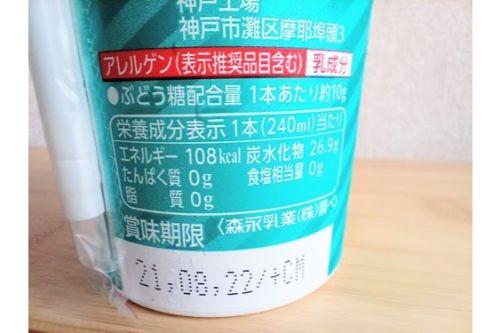 神戸工場
神戸市灘区摩耶埠頭3
アレルゲン(表示推奨品目含む) 乳成分
●ぶどう糖配合量 1本あたり約10g
栄養成分表示 1本(240ml)当たり
エネルギー 108kcal 炭水化物 26.9g
たんぱく質 0g 食塩相当量 0g
脂質 0g
〈森永乳業(株)調べ〉
賞味期限
21,08,22/+CM